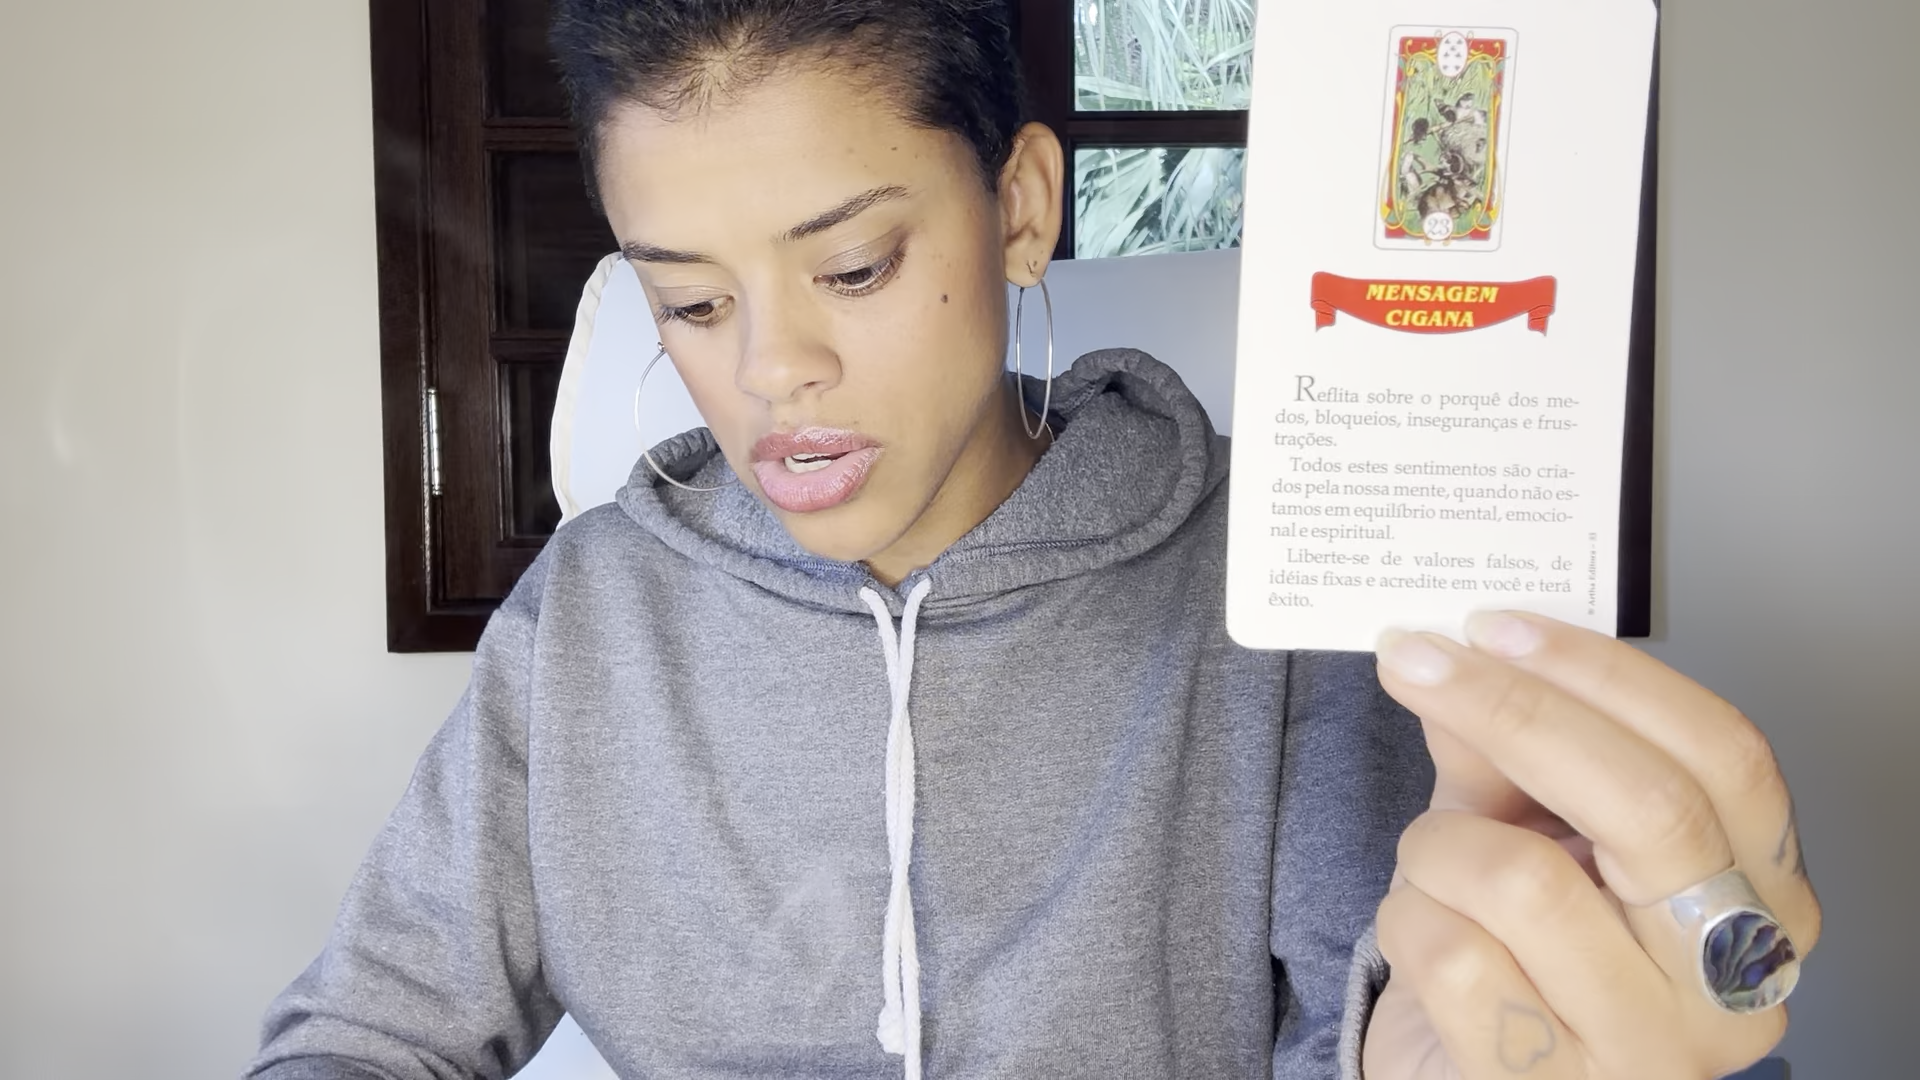 23
MENSAGEM
CIGANA
Reflita sobre o porquê dos me-
dos, bloqueios, inseguranças e frus-
trações.
Todos estes sentimentos são cria-
dos pela nossa mente, quando não es-
tamos em equilíbrio mental, emocio-
nal e espiritual.
Liberte-se de valores falsos, de
idéias fixas e acredite em você e terá
êxito.
® Artha Editora -